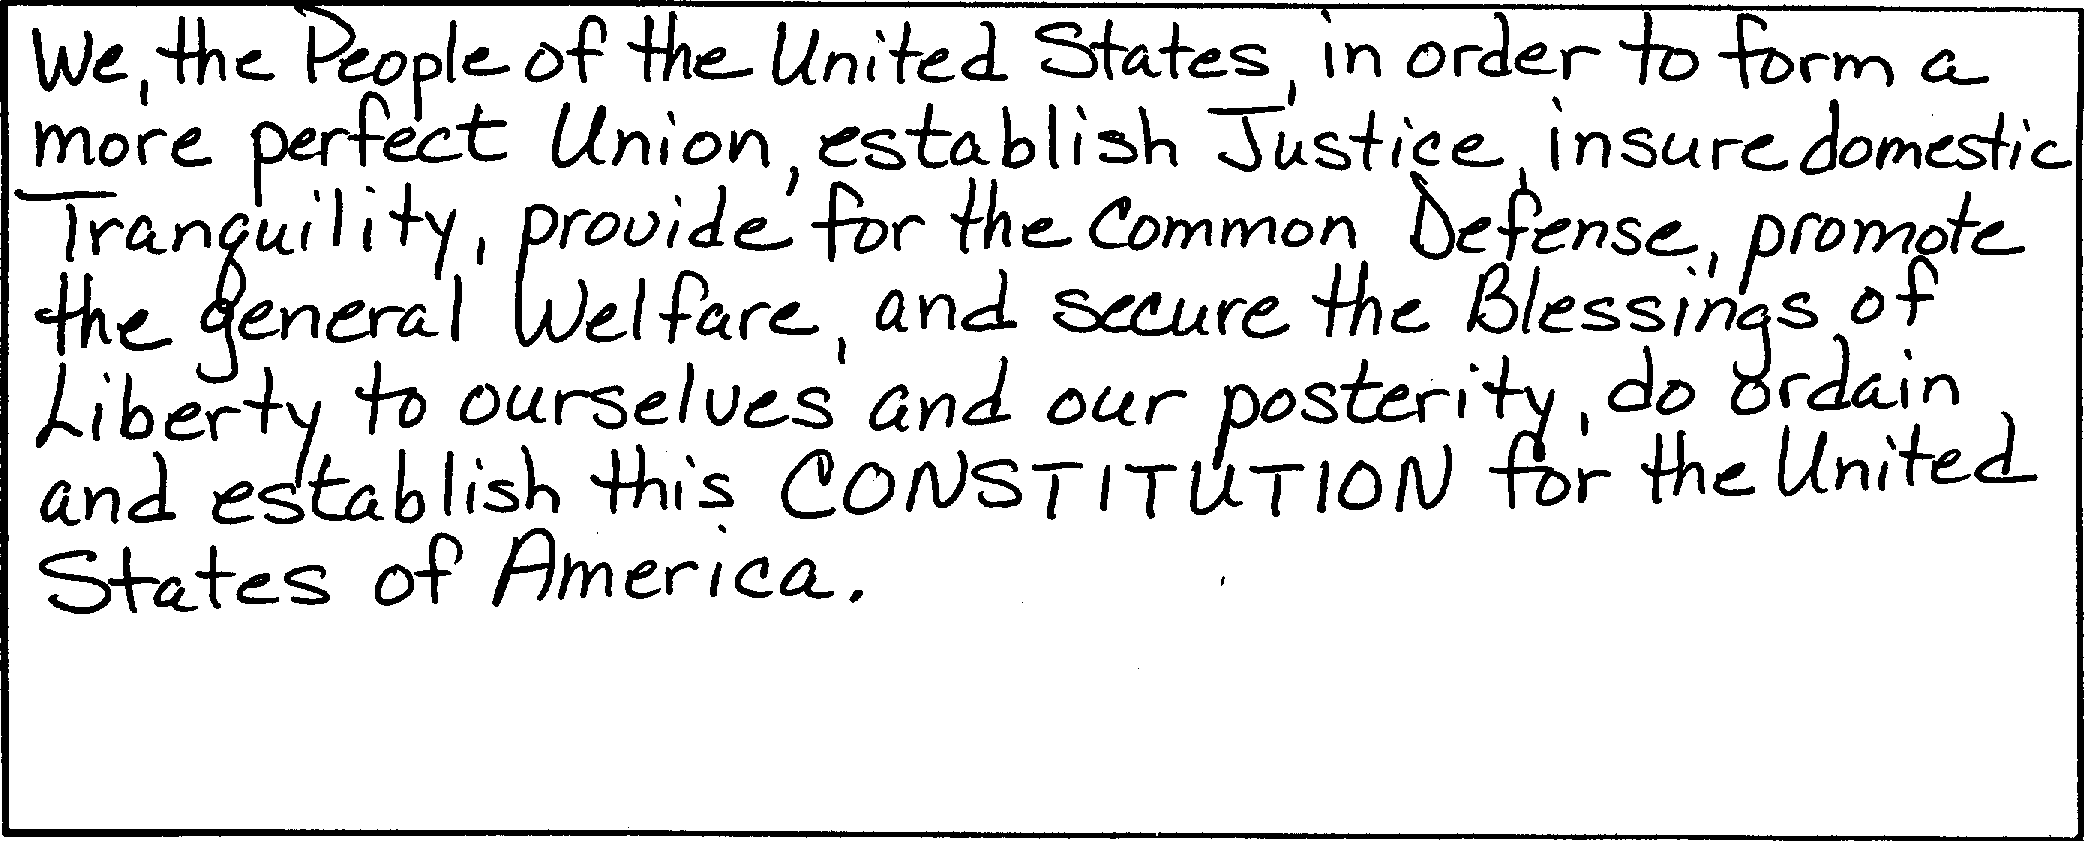 We, the People of the United States, in order to form a
more perfect Union, establish Justice, insure domestic
Tranquility, provide for the Common Defense, promote
the general Welfare, and secure the Blessings of
Liberty to ourselves and our posterity, do ordain
and establish this CONSTITUTION for the United
States of America.